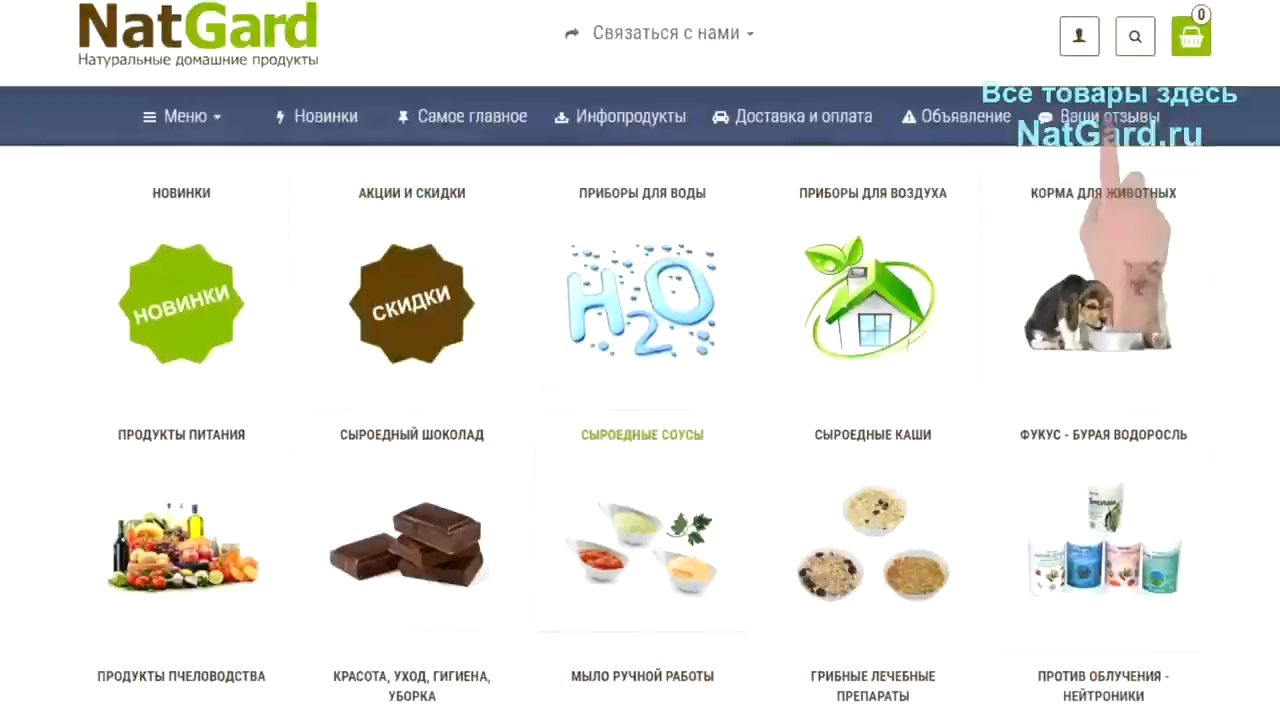 NatGard
Натуральные домашние продукты
Связаться с нами
0
Все товары здесь
NatGard.ru
Меню
Новинки
Самое главное
Инфопродукты
Доставка и оплата
Объявление
Ваши отзывы
НОВИНКИ
АКЦИИ И СКИДКИ
ПРИБОРЫ ДЛЯ ВОДЫ
ПРИБОРЫ ДЛЯ ВОЗДУХА
КОРМА ДЛЯ ЖИВОТНЫХ
НОВИНКИ
СКИДКИ
H2O
ПРОДУКТЫ ПИТАНИЯ
СЫРОЕДНЫЙ ШОКОЛАД
СЫРОЕДНЫЕ СОУСЫ
СЫРОЕДНЫЕ КАШИ
ФУКУС - БУРАЯ ВОДОРОСЛЬ
ПРОДУКТЫ ПЧЕЛОВОДСТВА
КРАСОТА, УХОД, ГИГИЕНА,
УБОРКА
МЫЛО РУЧНОЙ РАБОТЫ
ГРИБНЫЕ ЛЕЧЕБНЫЕ
ПРЕПАРАТЫ
ПРОТИВ ОБЛУЧЕНИЯ -
НЕЙТРОНИКИ